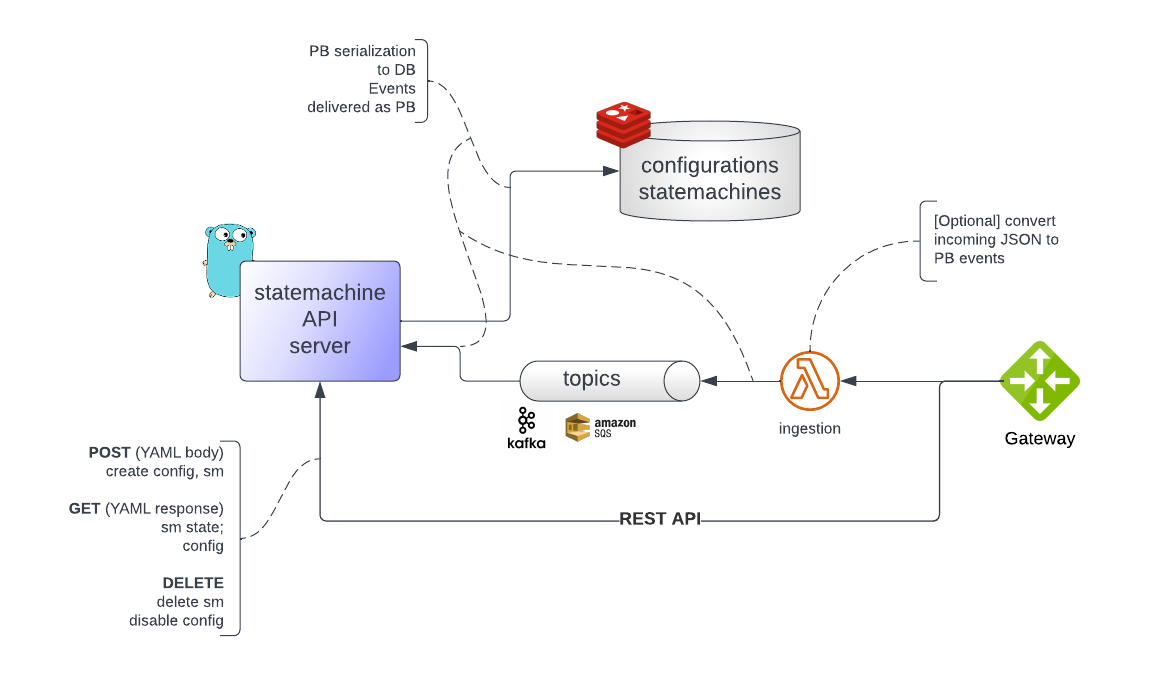 PB serialization
to DB
Events
delivered as PB
configurations
statemachines
[Optional] convert
incoming JSON to
PB events
statemachine
API
server
topics
kafka
amazon
SQS
ingestion
Gateway
POST (YAML body)
create config, sm
GET (YAML response)
sm state;
config
DELETE
delete sm
disable config
REST API